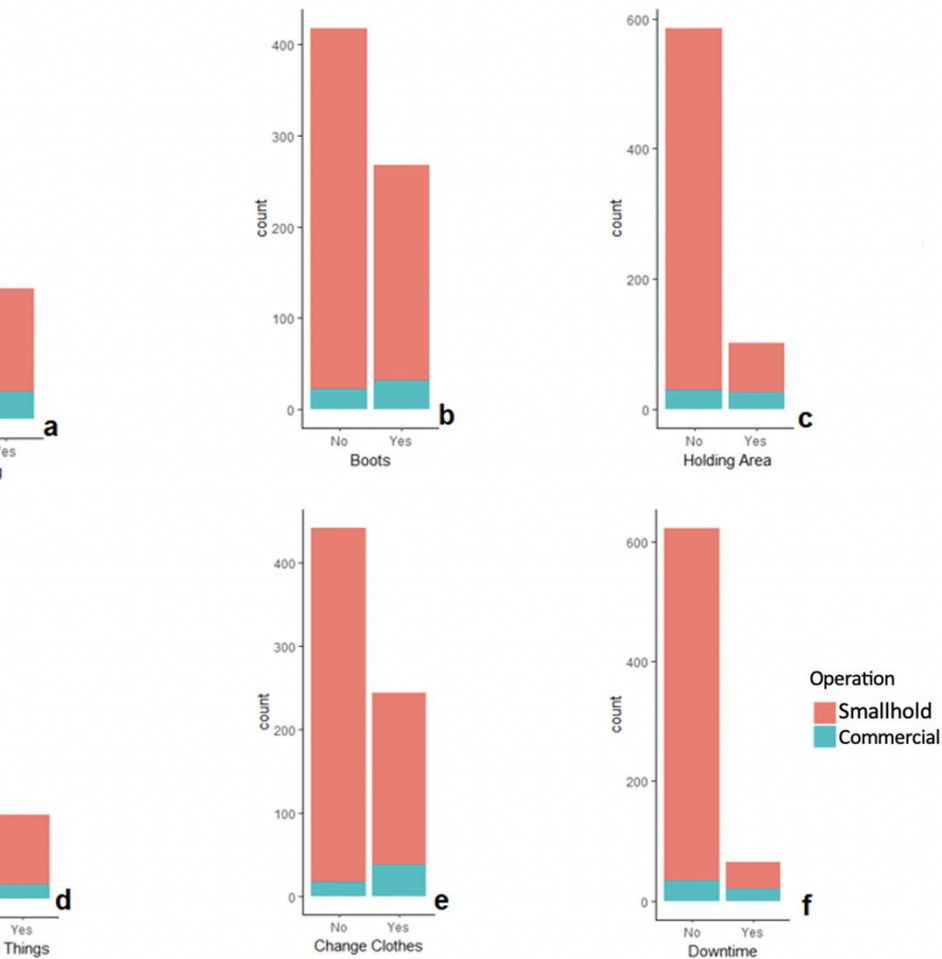 400
300
200
100
0
count
No Yes
Boots
b
600
400
200
0
count
No Yes
Holding Area
c
a
Yes
Things
d
400
300
200
100
0
count
No Yes
Change Clothes
e
600
400
200
0
count
No Yes
Downtime
f
Operation
Smallhold
Commercial